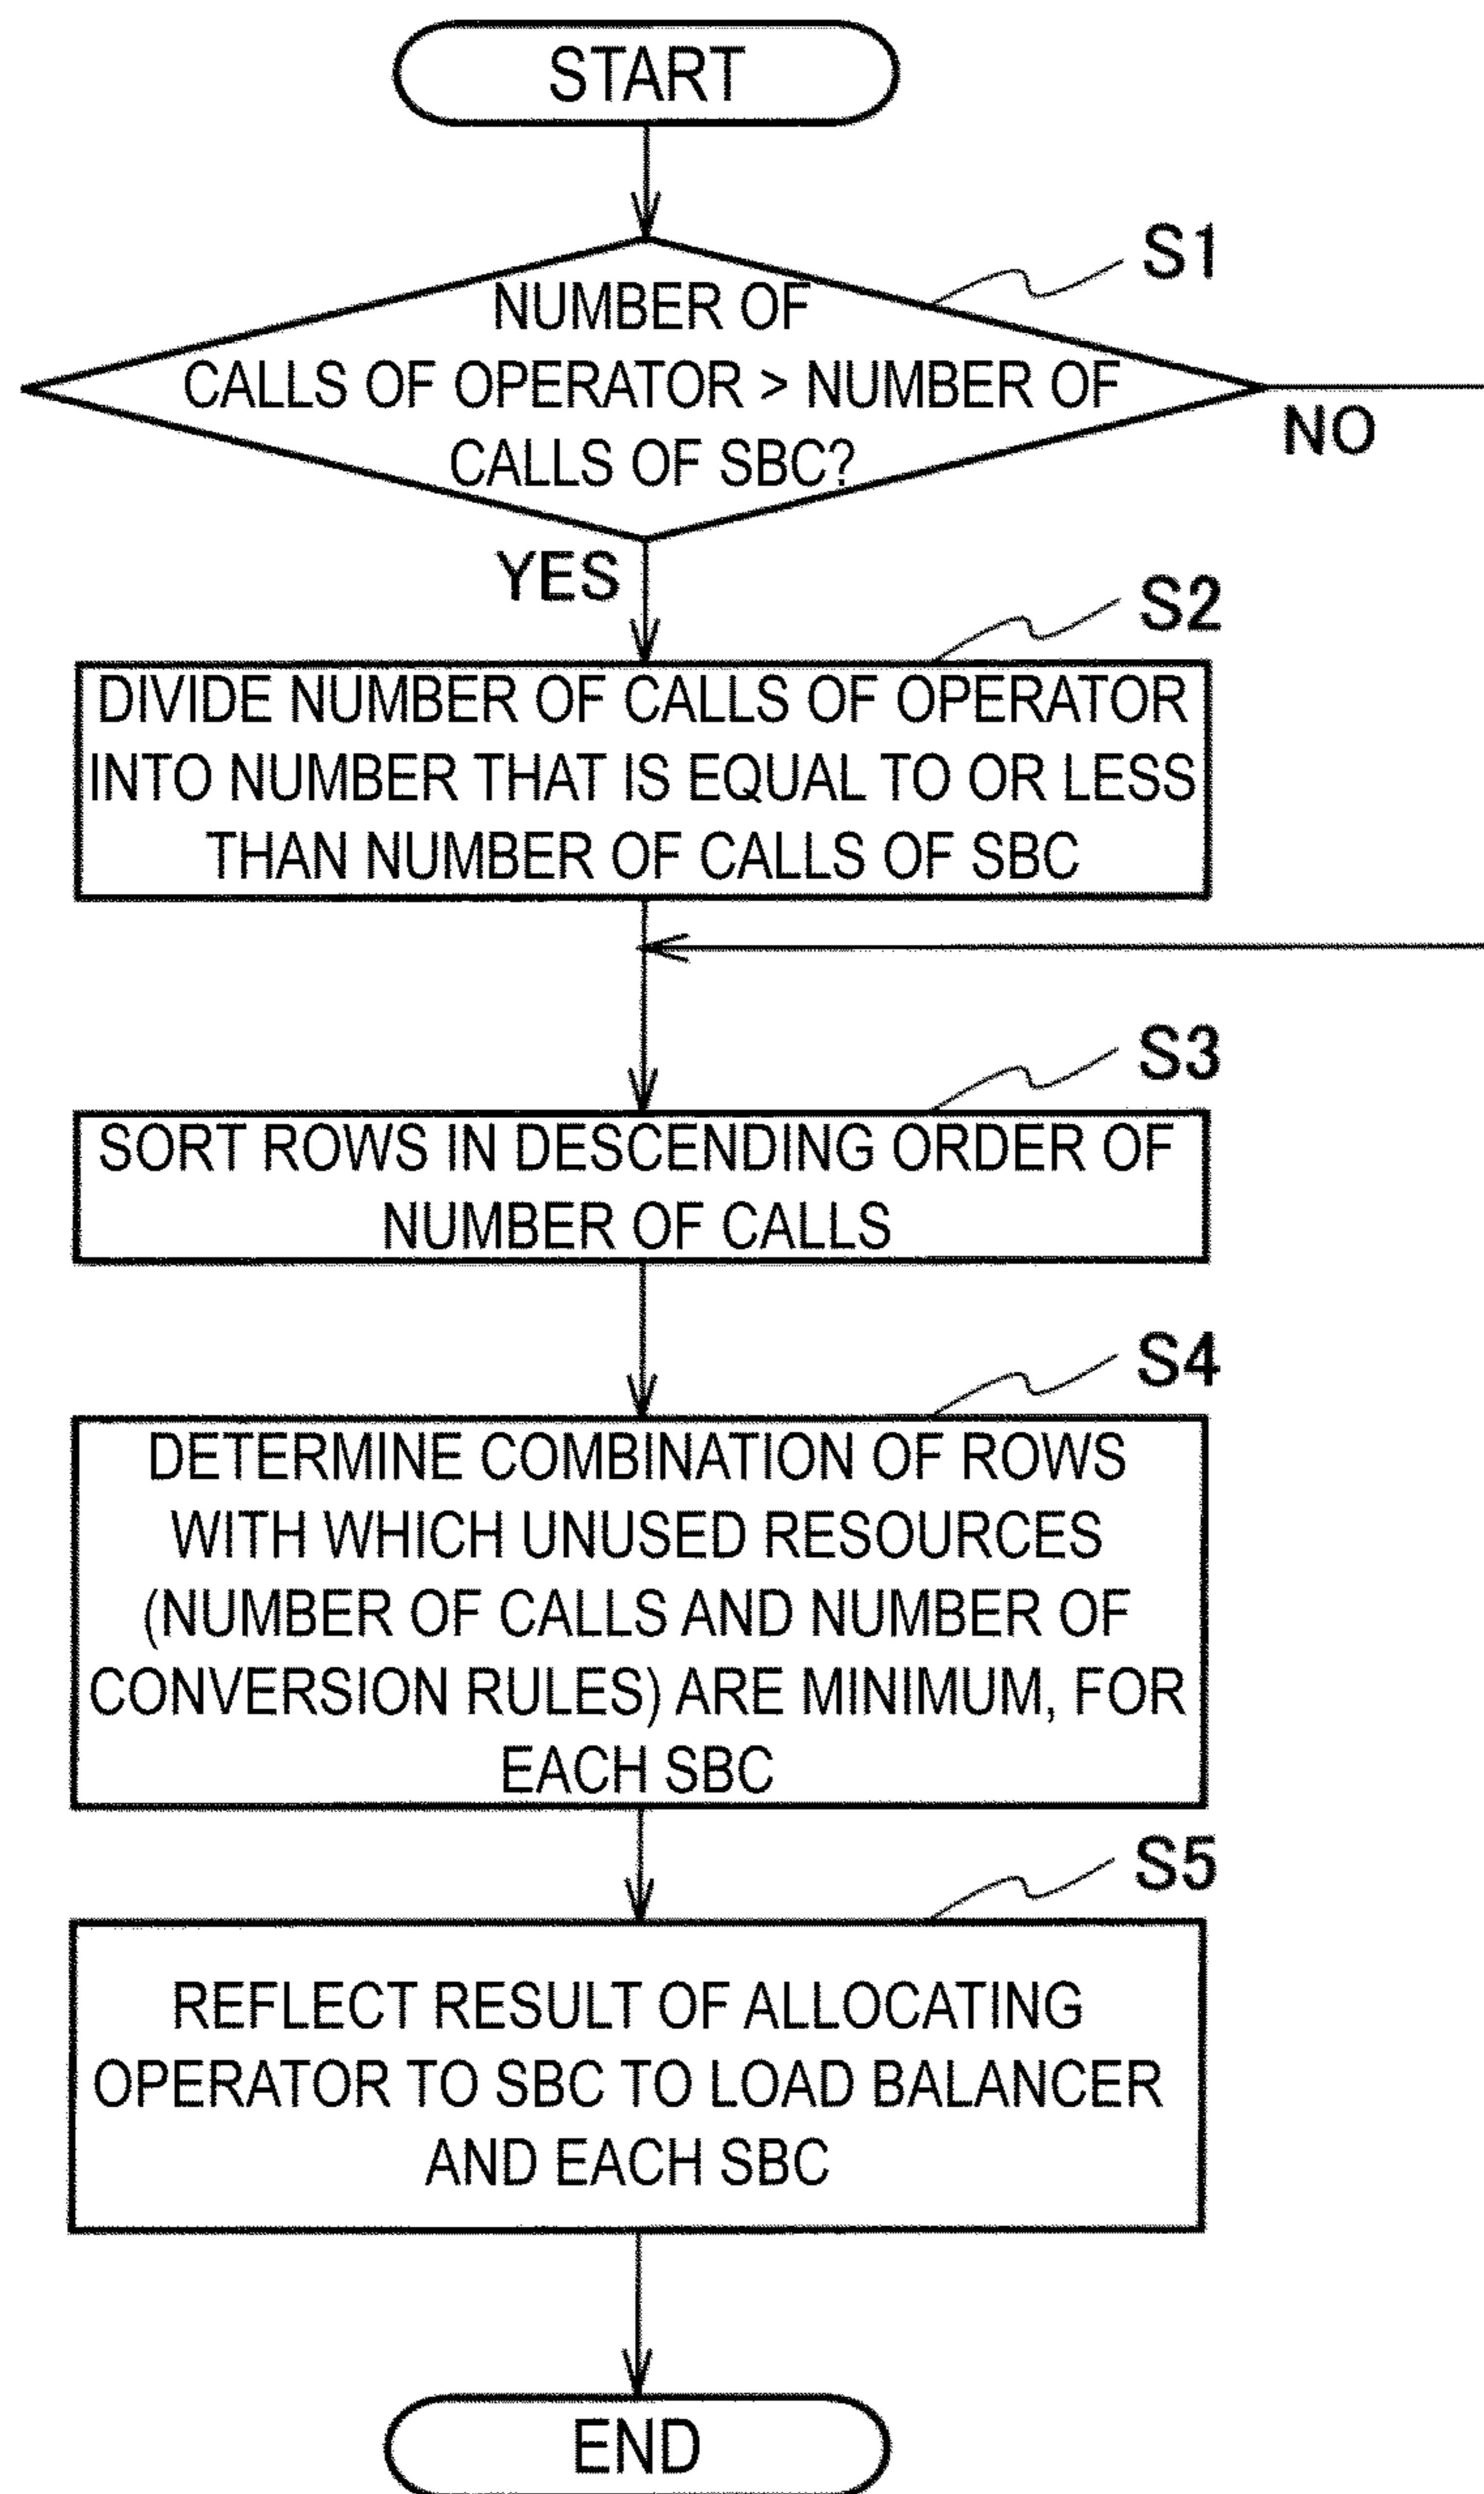 START
S1
NUMBER OF
CALLS OF OPERATOR > NUMBER OF
CALLS OF SBC?
NO
YES
S2
DIVIDE NUMBER OF CALLS OF OPERATOR
INTO NUMBER THAT IS EQUAL TO OR LESS
THAN NUMBER OF CALLS OF SBC
S3
SORT ROWS IN DESCENDING ORDER OF
NUMBER OF CALLS
S4
DETERMINE COMBINATION OF ROWS
WITH WHICH UNUSED RESOURCES
(NUMBER OF CALLS AND NUMBER OF
CONVERSION RULES) ARE MINIMUM, FOR
EACH SBC
S5
REFLECT RESULT OF ALLOCATING
OPERATOR TO SBC TO LOAD BALANCER
AND EACH SBC
END